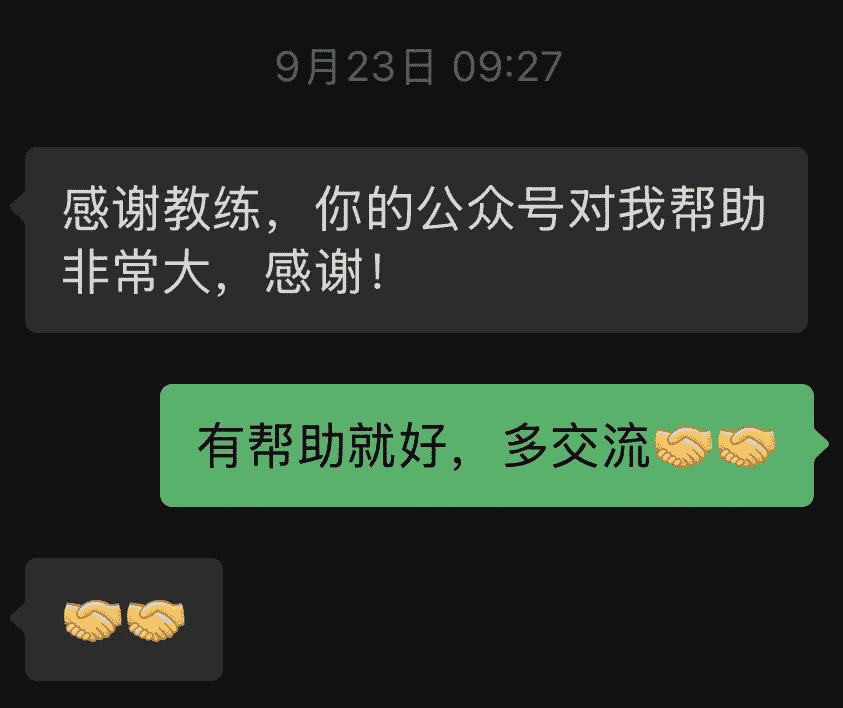 9月23日 09:27
感谢教练，你的公众号对我帮助
非常大，感谢！
有帮助就好，多交流🤝🤝
🤝🤝